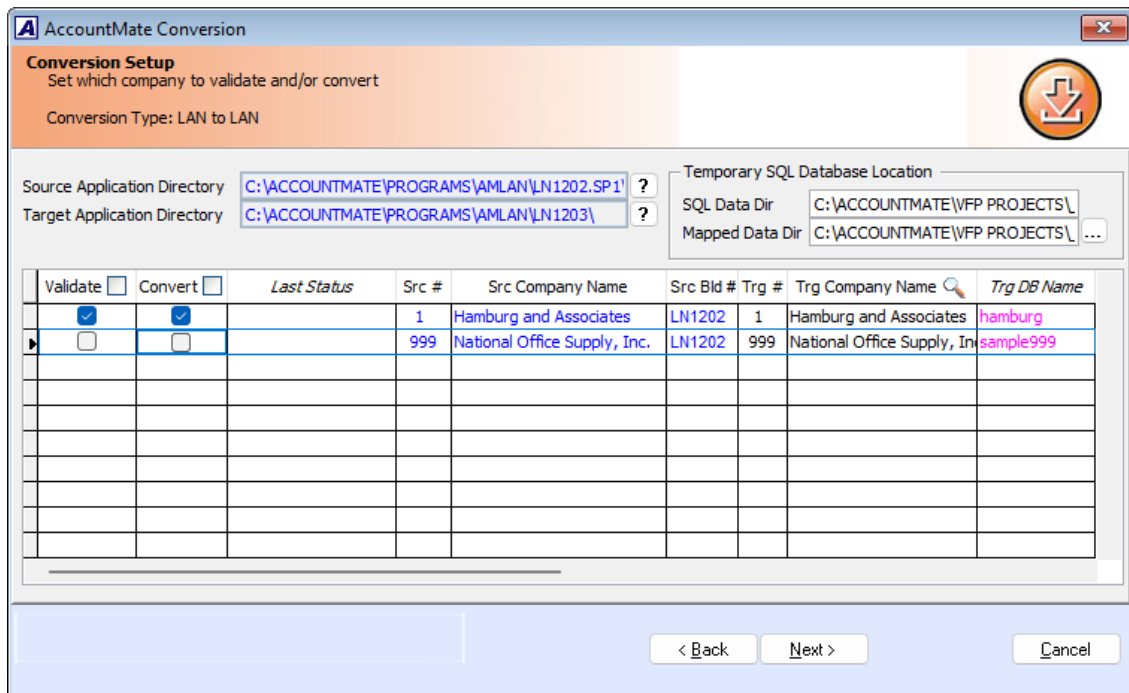 AccountMate Conversion
Conversion Setup
Set which company to validate and/or convert
Conversion Type: LAN to LAN
Source Application Directory C:\ACCOUNTMATE\PROGRAMS\AMLAN\LN1202.SP1\ ?
Target Application Directory C:\ACCOUNTMATE\PROGRAMS\AMLAN\LN1203\ ?
Temporary SQL Database Location
SQL Data Dir C:\ACCOUNTMATE\VFP PROJECTS\_
Mapped Data Dir C:\ACCOUNTMATE\VFP PROJECTS\_ ...
Validate Convert Last Status Src # Src Company Name Src Bld # Trg # Trg Company Name Trg DB Name
1 Hamburg and Associates LN1202 1 Hamburg and Associates hamburg
999 National Office Supply, Inc. LN1202 999 National Office Supply, In sample999
< Back Next > Cancel